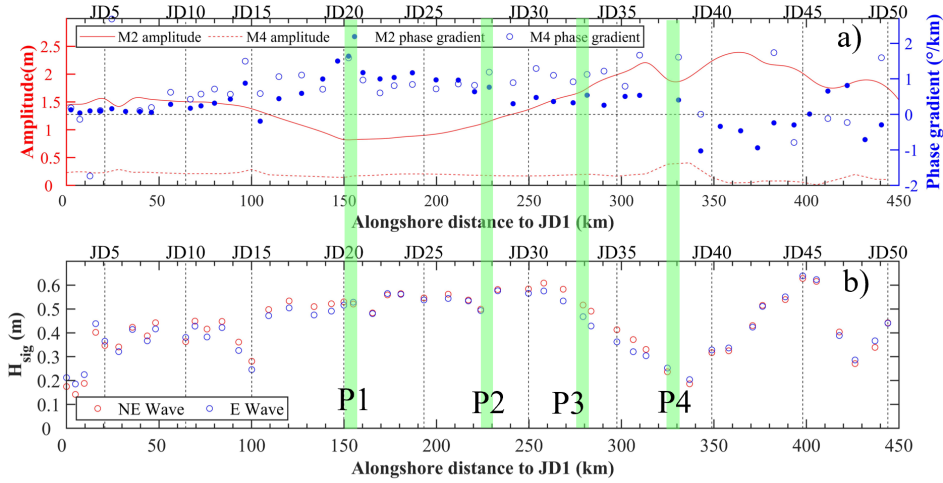 JD5 JD10 JD15 JD20 JD25 JD30 JD35 JD40 JD45 JD50
M2 amplitude M4 amplitude M2 phase gradient M4 phase gradient
a)
Amplitude(m)
2.5
2
1.5
1
0.5
0
Phase gradient (°/km)
2
1
0
-1
-2
0 50 100 150 200 250 300 350 400 450
Alongshore distance to JD1 (km)
JD5 JD10 JD15 JD20 JD25 JD30 JD35 JD40 JD45 JD50
b)
Hsig (m)
0.6
0.5
0.4
0.3
0.2
0.1
0
NE Wave E Wave
P1 P2 P3 P4
0 50 100 150 200 250 300 350 400 450
Alongshore distance to JD1 (km)